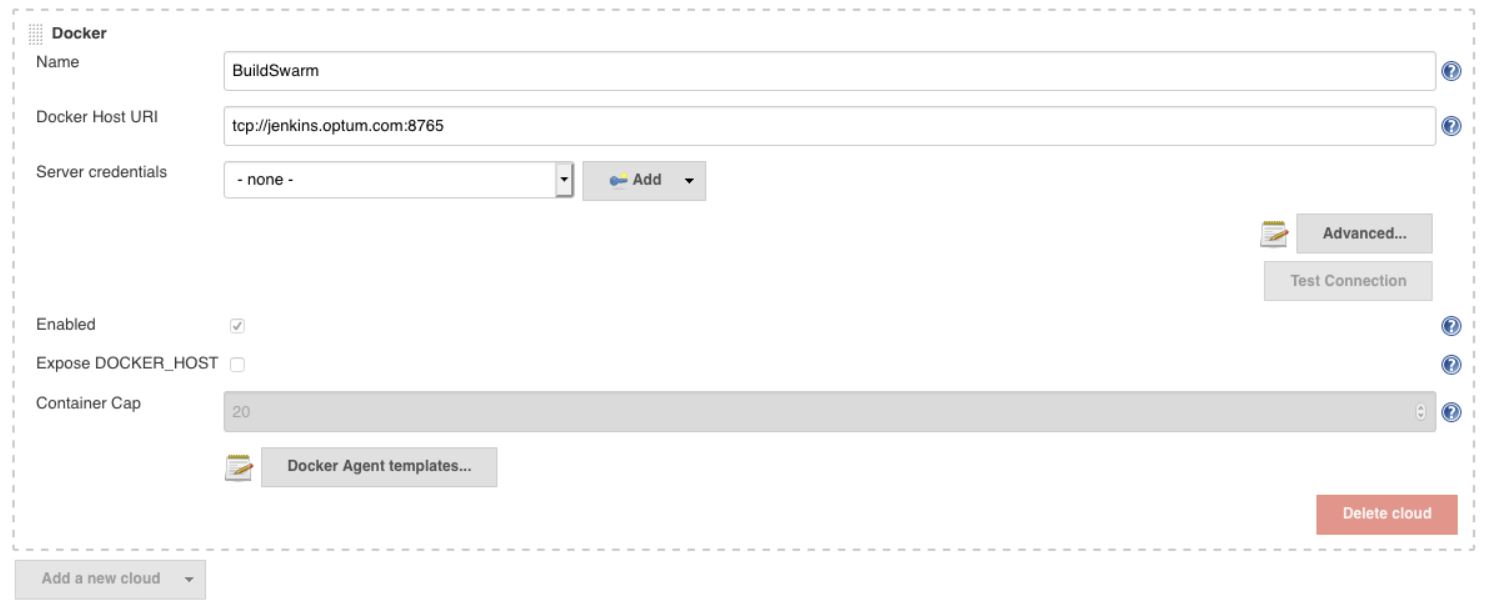 Docker
Name
BuildSwarm
Docker Host URI
tcp://jenkins.optum.com:8765
Server credentials
- none -
Add
Advanced...
Test Connection
Enabled
Expose DOCKER_HOST
Container Cap
20
Docker Agent templates...
Delete cloud
Add a new cloud